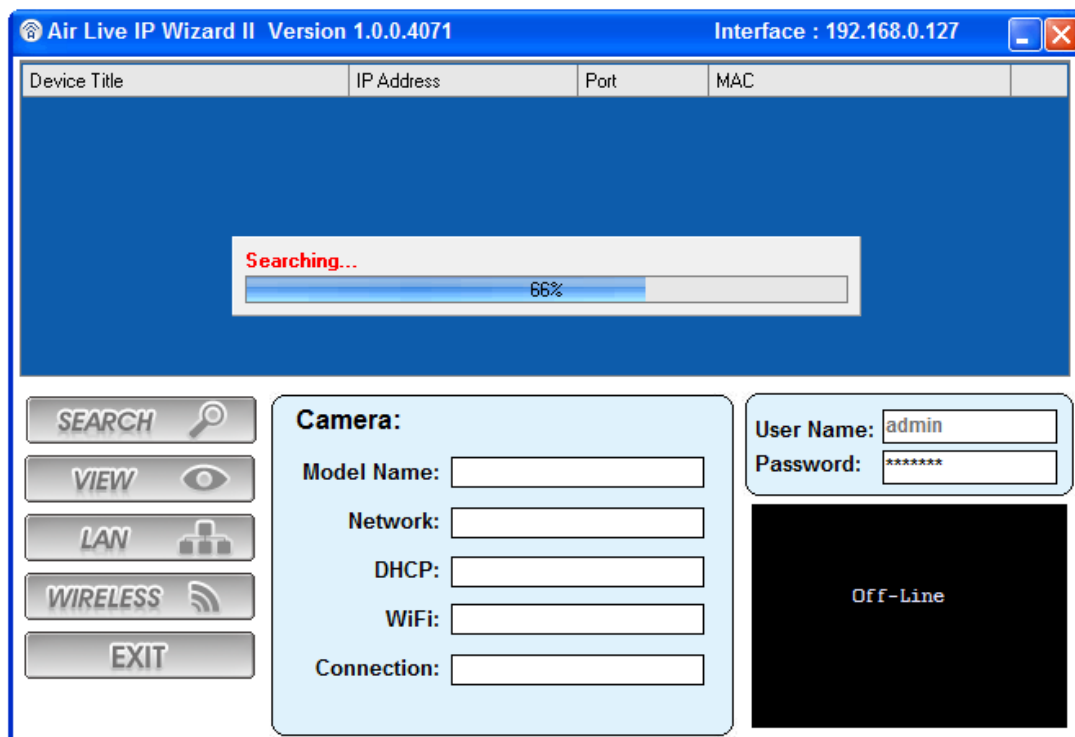 Air Live IP Wizard II Version 1.0.0.4071 Interface : 192.168.0.127
Device Title IP Address Port MAC
Searching...
66%
SEARCH
VIEW
LAN
WIRELESS
EXIT
Camera:
Model Name:
Network:
DHCP:
WiFi:
Connection:
User Name: admin
Password: *******
Off-Line